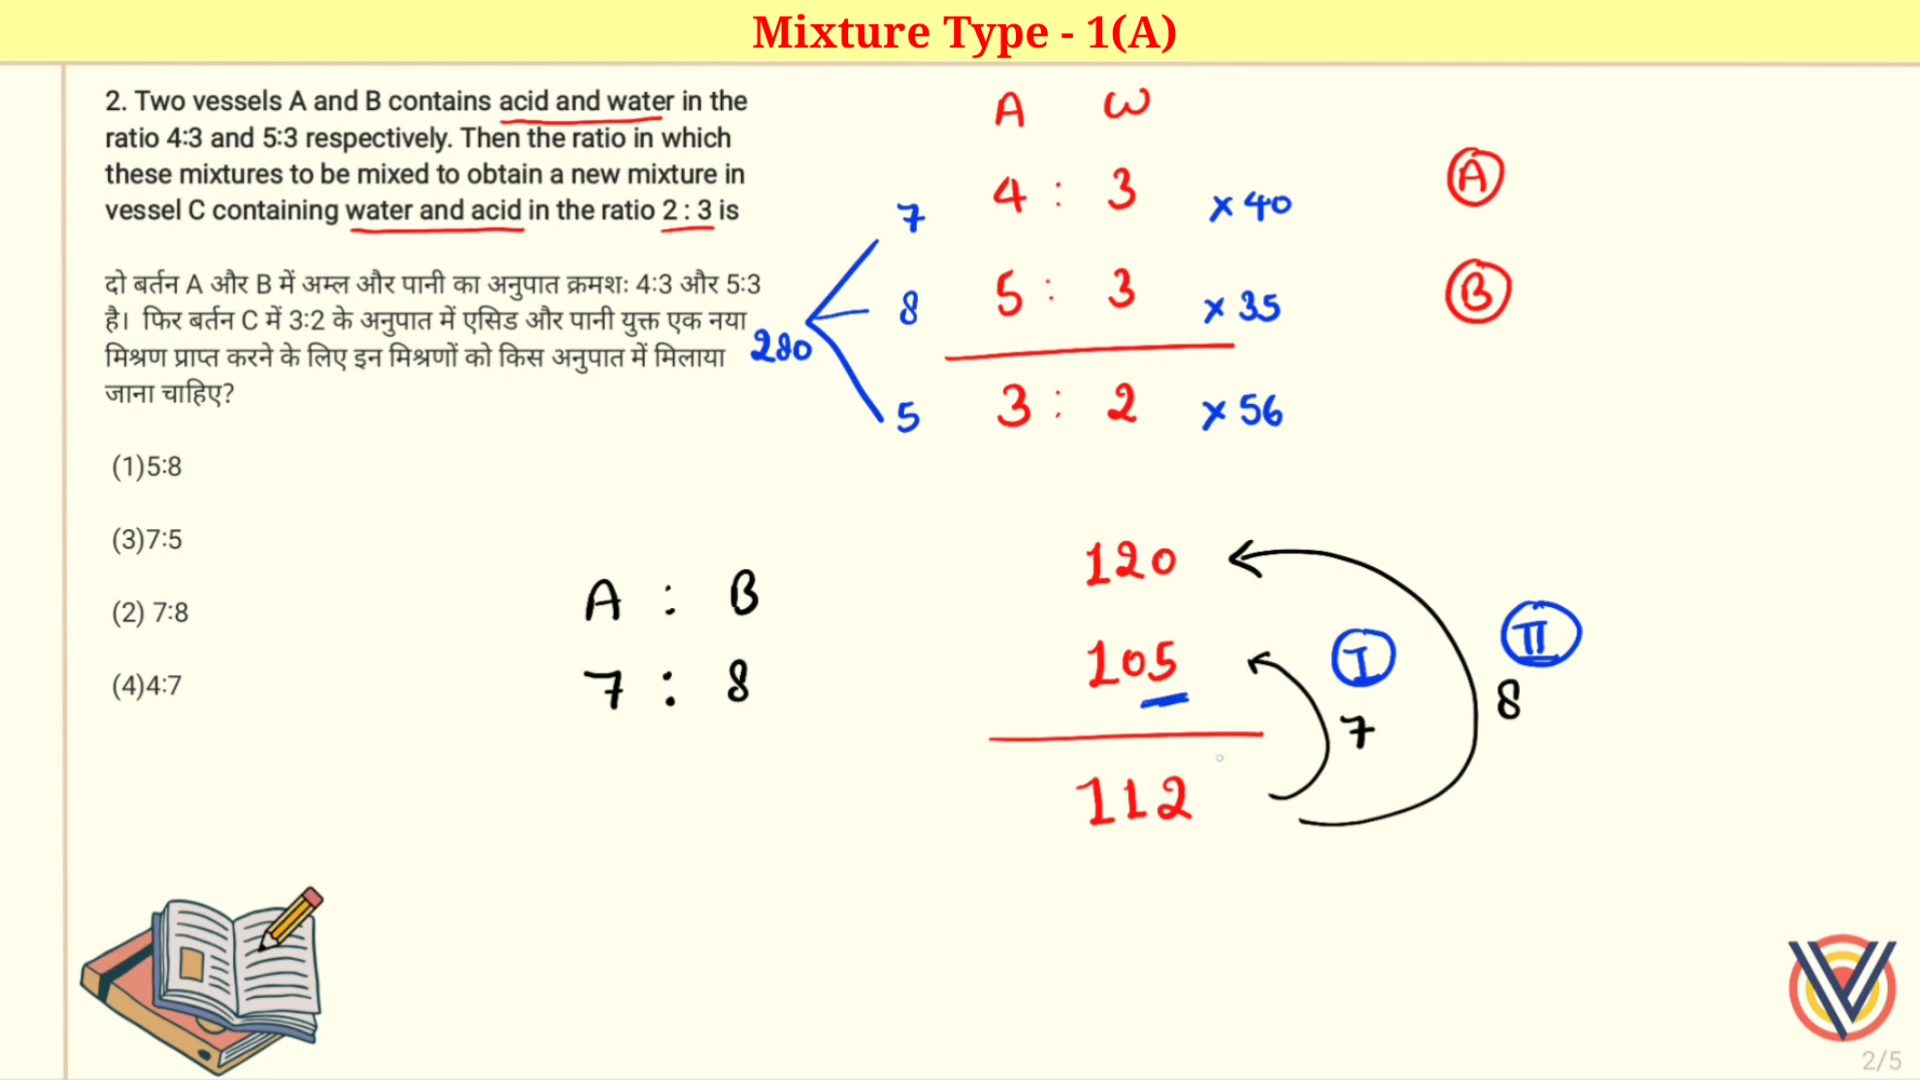 Mixture Type - 1(A)
2. Two vessels A and B contains acid and water in the
ratio 4:3 and 5:3 respectively. Then the ratio in which
these mixtures to be mixed to obtain a new mixture in
vessel C containing water and acid in the ratio 2 : 3 is
दो बर्तन A और B में अम्ल और पानी का अनुपात क्रमशः 4:3 और 5:3
है। फिर बर्तन C में 3:2 के अनुपात में एसिड और पानी युक्त एक नया
मिश्रण प्राप्त करने के लिए इन मिश्रणों को किस अनुपात में मिलाया
जाना चाहिए?
(1)5:8
(3)7:5
(2) 7:8
(4)4:7
A W
7 4 : 3 x 40 A
8 5 : 3 x 35 B
280
5 3 : 2 x 56
A : B
7 : 8
120
105 I II
7 8
112
2/5